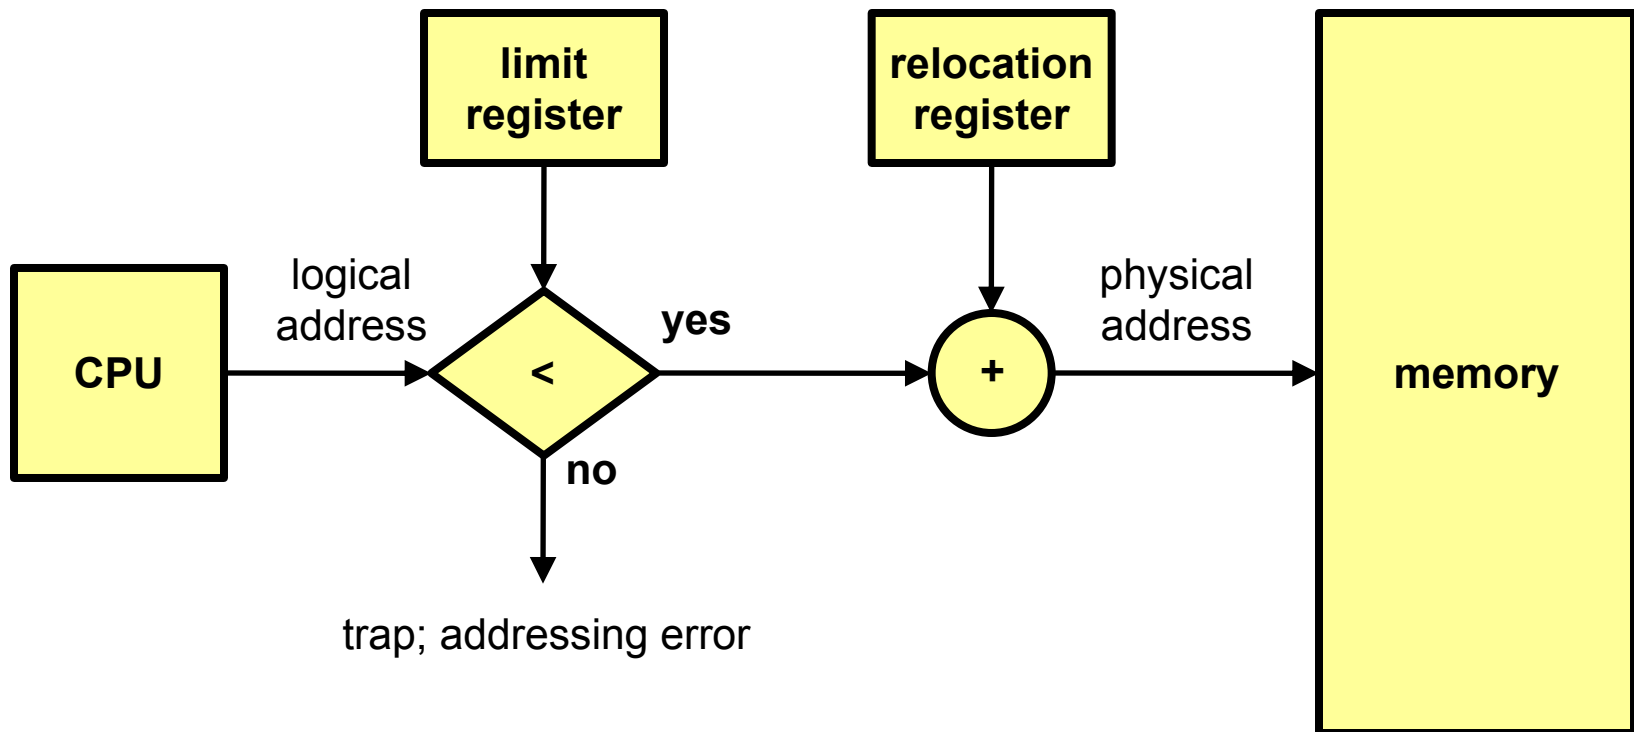 limit
register
relocation
register
logical
address
yes
physical
address
CPU
<
+
memory
no
trap; addressing error